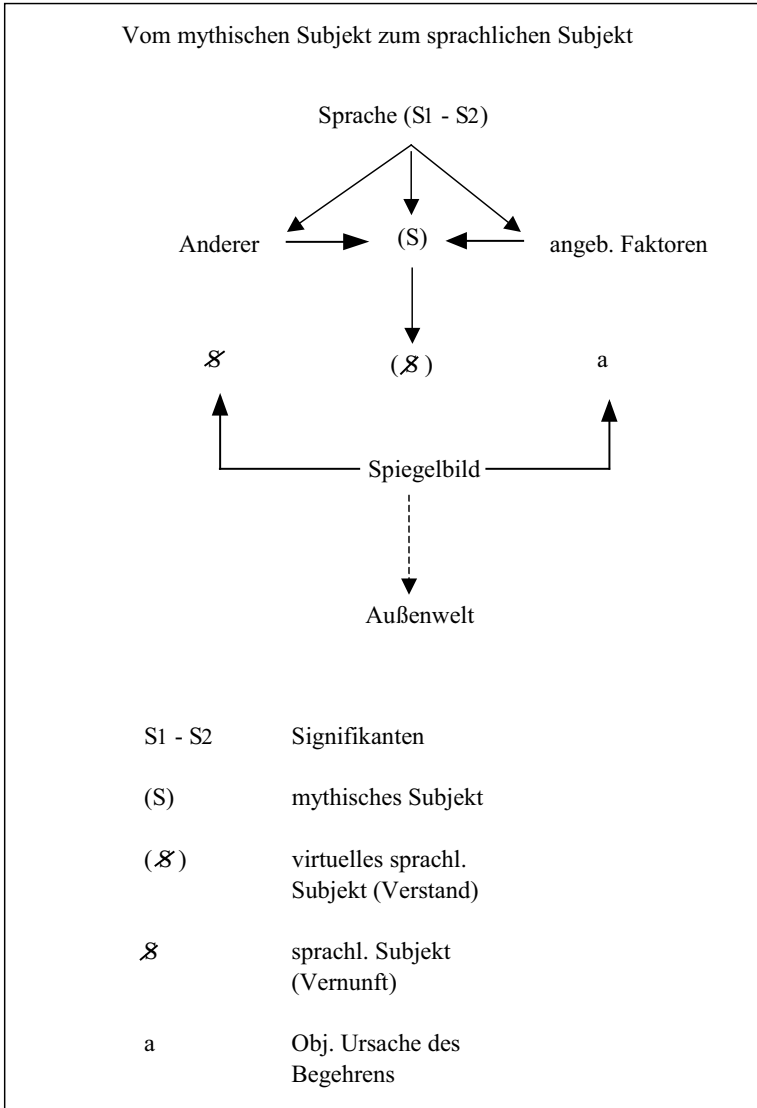 Vom mythischen Subjekt zum sprachlichen Subjekt
Sprache (S1 - S2)
Anderer (S) angeb. Faktoren
S̸ (S̸ ) a
Spiegelbild
Außenwelt
S1 - S2 Signifikanten
(S) mythisches Subjekt
(S̸ ) virtuelles sprachl.
Subjekt (Verstand)
S̸ sprachl. Subjekt
(Vernunft)
a Obj. Ursache des
Begehrens